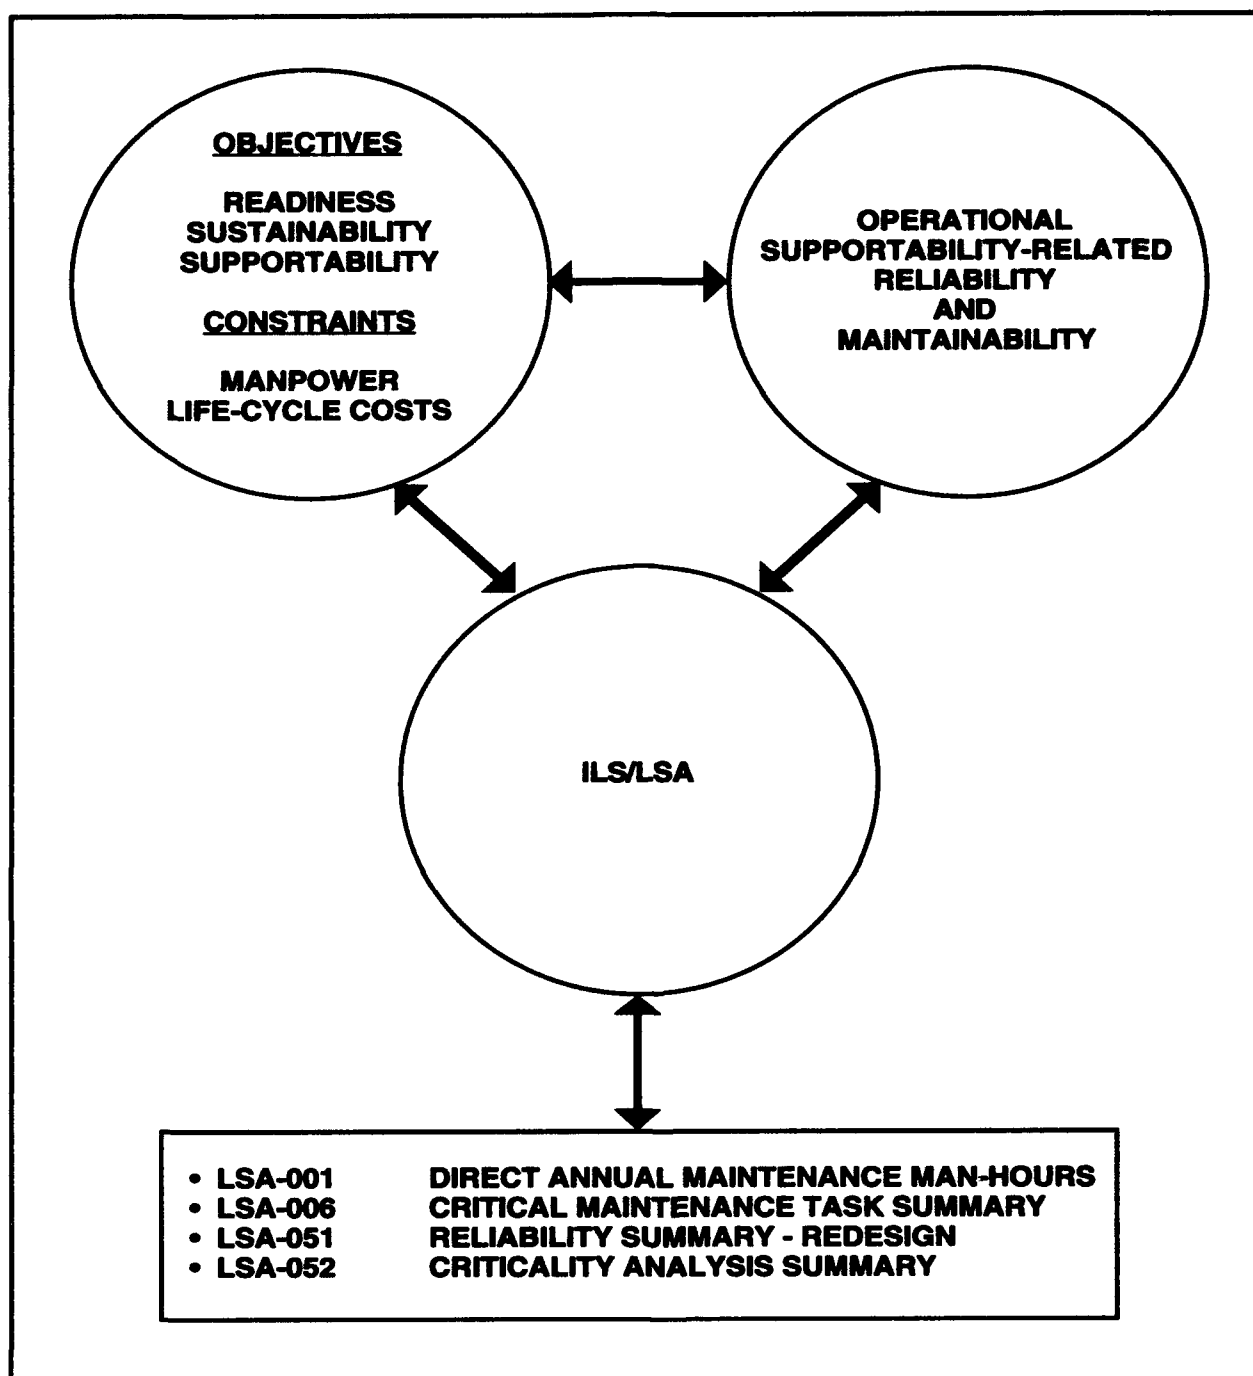 OBJECTIVES
READINESS
SUSTAINABILITY
SUPPORTABILITY
CONSTRAINTS
MANPOWER
LIFE-CYCLE COSTS
OPERATIONAL
SUPPORTABILITY-RELATED
RELIABILITY
AND
MAINTAINABILITY
ILS/LSA
• LSA-001 DIRECT ANNUAL MAINTENANCE MAN-HOURS
• LSA-006 CRITICAL MAINTENANCE TASK SUMMARY
• LSA-051 RELIABILITY SUMMARY - REDESIGN
• LSA-052 CRITICALITY ANALYSIS SUMMARY